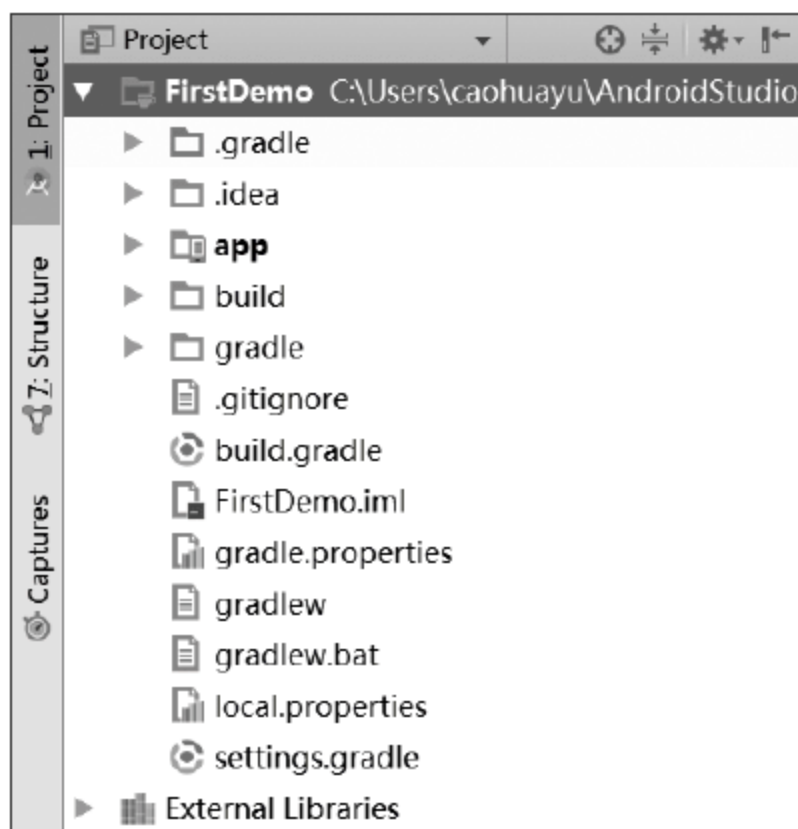 Project
FirstDemo C:\Users\caohuayu\AndroidStudio
.gradle
.idea
app
build
gradle
.gitignore
build.gradle
FirstDemo.iml
gradle.properties
gradlew
gradlew.bat
local.properties
settings.gradle
External Libraries
1: Project
7: Structure
Captures